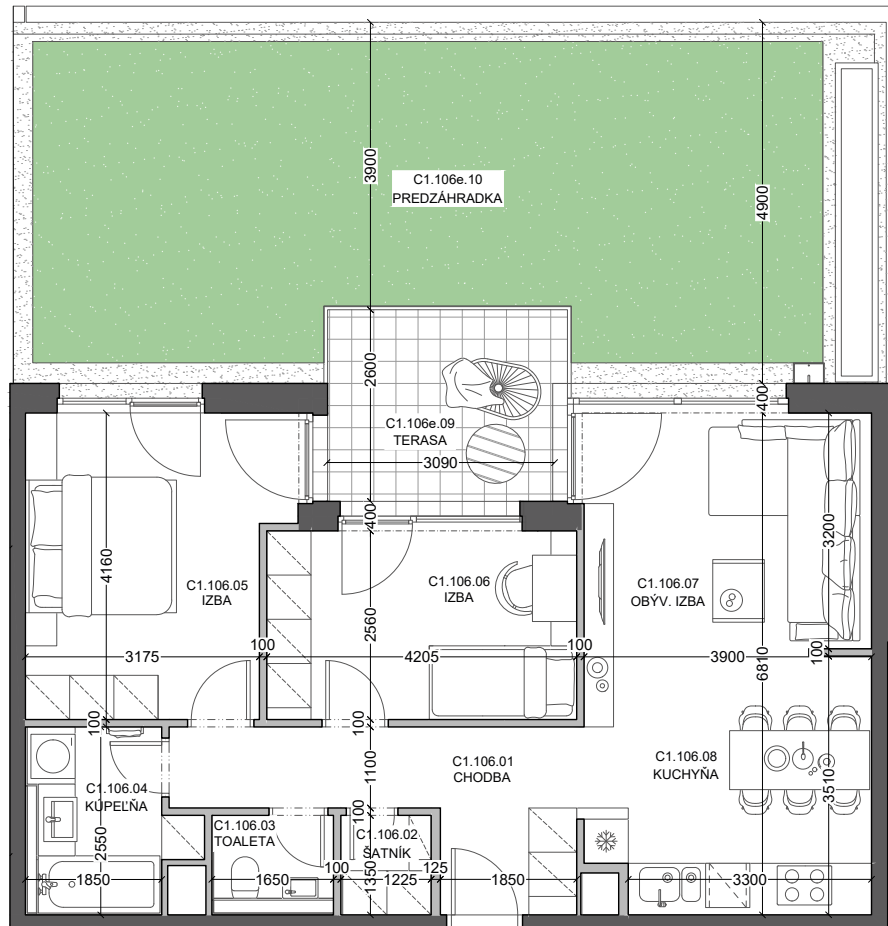 3900
4900
C1.106e.10
PREDZÁHRADKA
2600
400
C1.106e.09
TERASA
3090
400
3200
4160
C1.106.05
IZBA
C1.106.06
IZBA
2560
C1.106.07
OBÝV. IZBA
100
100
100
3175
4205
3900
6810
100
100
1100
C1.106.01
CHODBA
C1.106.08
KUCHYŇA
3510
C1.106.04
KÚPEĽŇA
2550
C1.106.03
TOALETA
100
C1.106.02
ŠATNÍK
1350
100
125
1850
1650
1225
1850
3300